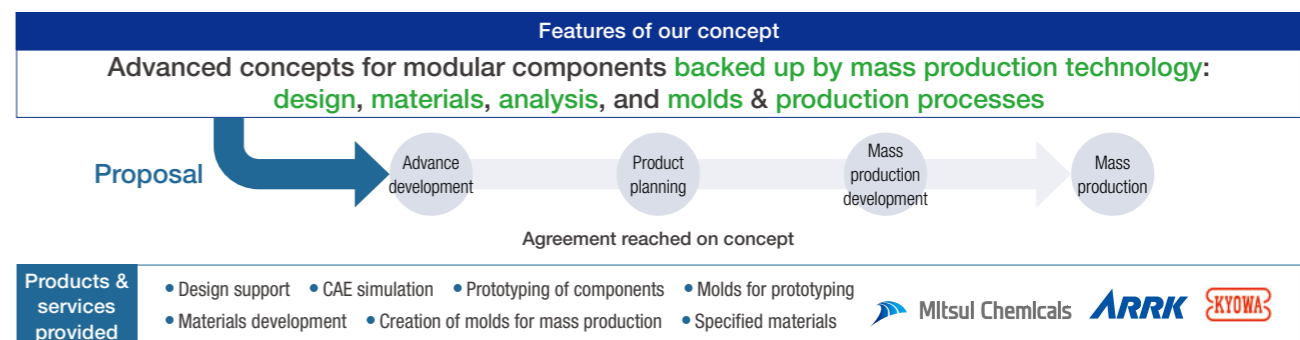 Features of our concept
Advanced concepts for modular components backed up by mass production technology:
design, materials, analysis, and molds & production processes
Proposal
Advance
development
Product
planning
Mass
production
development
Mass
production
Agreement reached on concept
Products &
services
provided
• Design support • CAE simulation • Prototyping of components • Molds for prototyping
• Materials development • Creation of molds for mass production • Specified materials
Mitsui Chemicals
ARRK
KYOWA